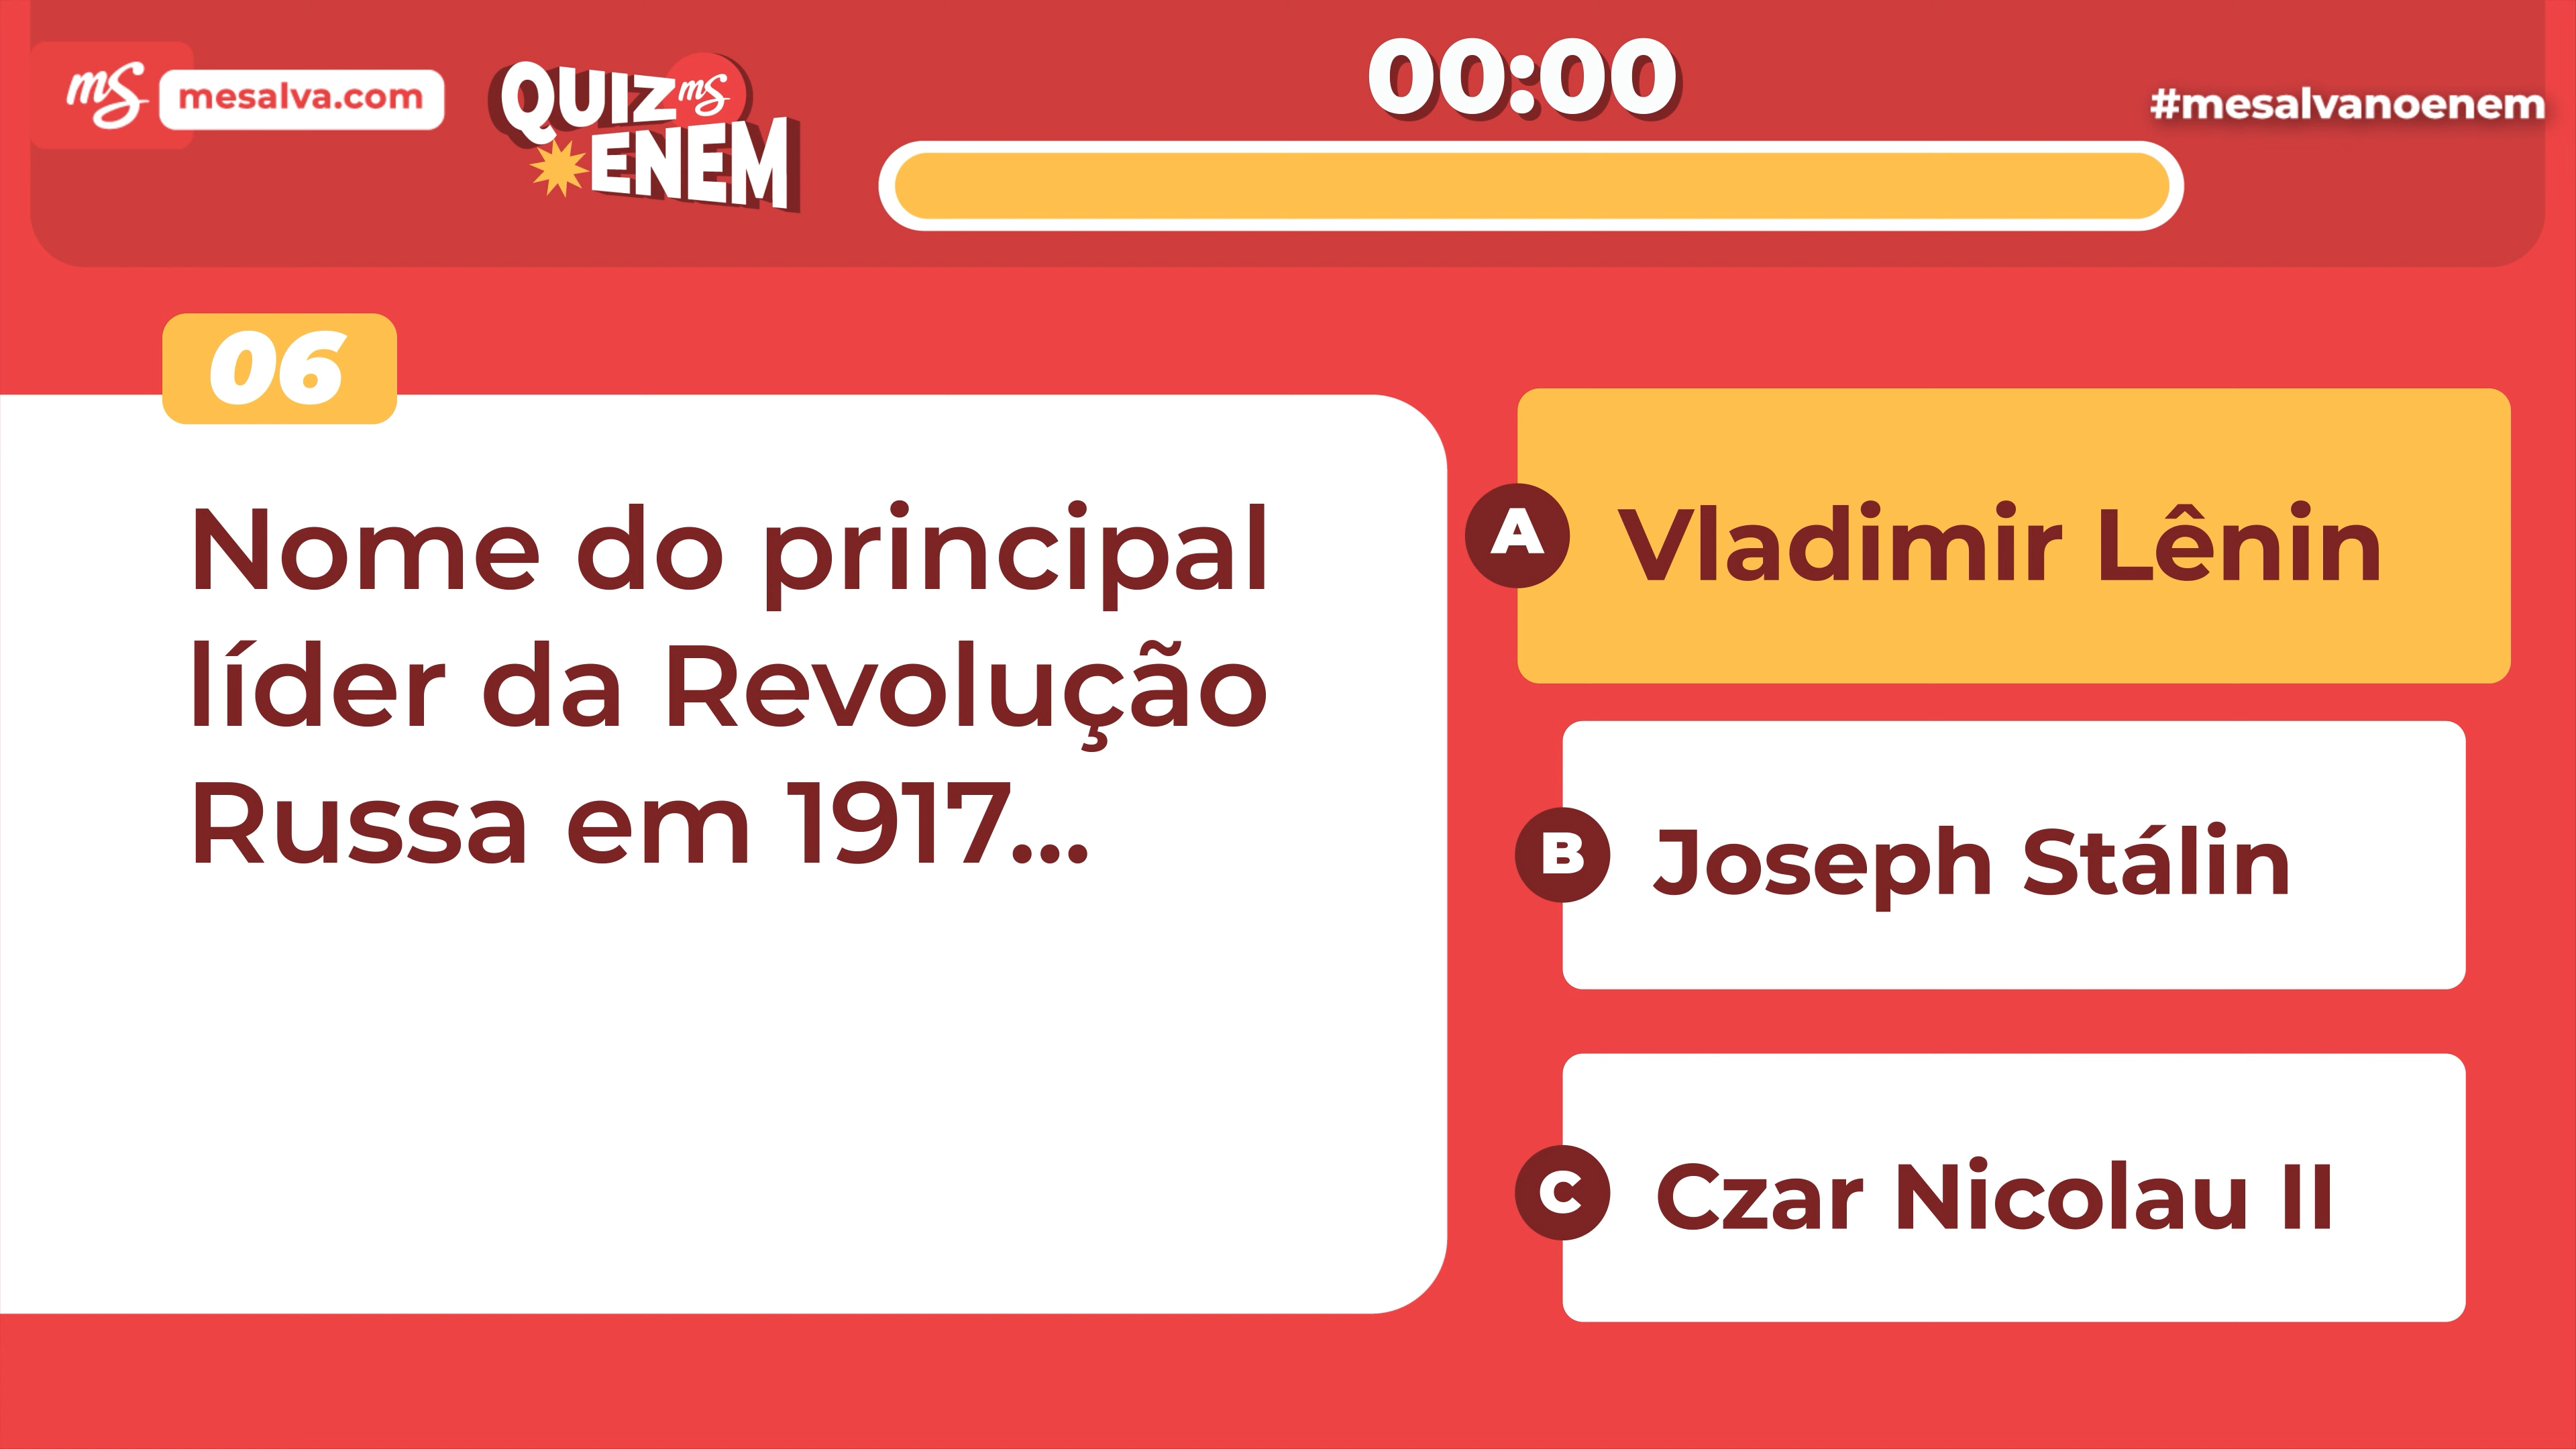 mS mesalva.com
QUIZ mS
ENEM
00:00
#mesalvanoenem
06
Nome do principal
líder da Revolução
Russa em 1917...
A Vladimir Lênin
B Joseph Stálin
C Czar Nicolau II